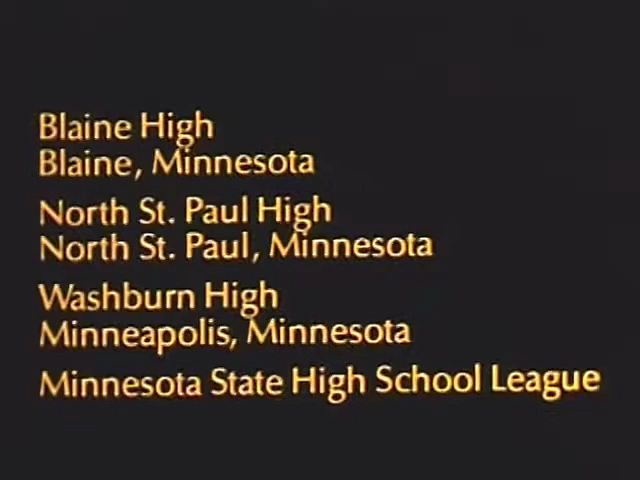 Blaine High
Blaine, Minnesota
North St. Paul High
North St. Paul, Minnesota
Washburn High
Minneapolis, Minnesota
Minnesota State High School League